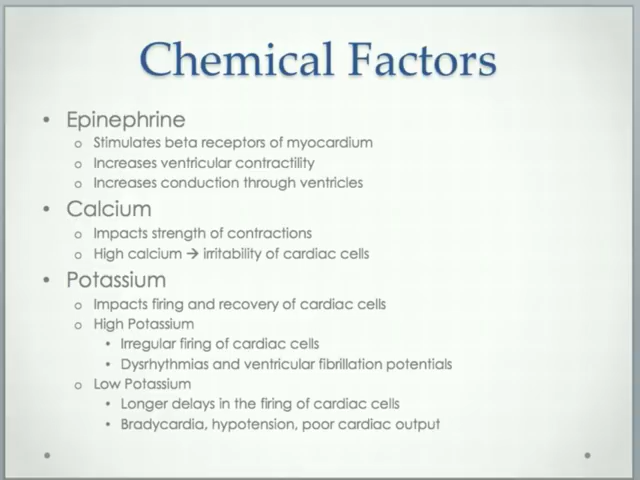 Chemical Factors
• Epinephrine
o Stimulates beta receptors of myocardium
o Increases ventricular contractility
o Increases conduction through ventricles
• Calcium
o Impacts strength of contractions
o High calcium → irritability of cardiac cells
• Potassium
o Impacts firing and recovery of cardiac cells
o High Potassium
• Irregular firing of cardiac cells
• Dysrhythmias and ventricular fibrillation potentials
o Low Potassium
• Longer delays in the firing of cardiac cells
• Bradycardia, hypotension, poor cardiac output